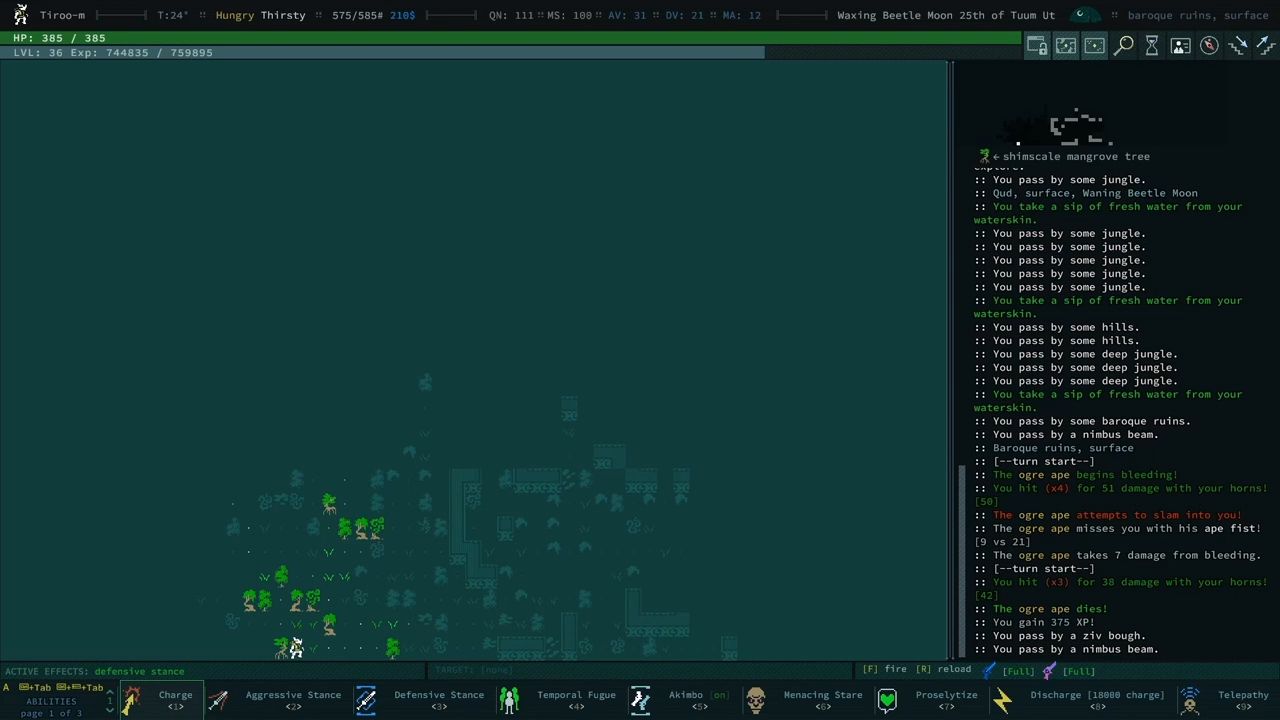 Tiroo-m T:24° :: Hungry Thirsty :: 575/585# 210$ QN: 111 :: MS: 100 :: AV: 31 :: DV: 21 :: MA: 12 Waxing Beetle Moon 25th of Tuum Ut :: baroque ruins, surface
HP: 385 / 385
LVL: 36 Exp: 744835 / 759895
← shimscale mangrove tree
explore.
:: You pass by some jungle.
:: Qud, surface, Waning Beetle Moon
:: You take a sip of fresh water from your
waterskin.
:: You pass by some jungle.
:: You pass by some jungle.
:: You pass by some jungle.
:: You pass by some jungle.
:: You pass by some jungle.
:: You take a sip of fresh water from your
waterskin.
:: You pass by some hills.
:: You pass by some hills.
:: You pass by some deep jungle.
:: You pass by some deep jungle.
:: You pass by some deep jungle.
:: You take a sip of fresh water from your
waterskin.
:: You pass by some baroque ruins.
:: You pass by a nimbus beam.
:: Baroque ruins, surface
:: [--turn start--]
:: The ogre ape begins bleeding!
:: You hit (x4) for 51 damage with your horns!
[50]
:: The ogre ape attempts to slam into you!
:: The ogre ape misses you with his ape fist!
[9 vs 21]
:: The ogre ape takes 7 damage from bleeding.
:: [--turn start--]
:: You hit (x3) for 38 damage with your horns!
[42]
:: The ogre ape dies!
:: You gain 375 XP!
:: You pass by a ziv bough.
:: You pass by a nimbus beam.
ACTIVE EFFECTS: defensive stance
TARGET: [none]
[F] fire [R] reload [Full] [Full]
A ⌨+Tab ⌨+⌨+Tab
ABILITIES 1
page 1 of 3
Charge
<1>
Aggressive Stance
<2>
Defensive Stance
<3>
Temporal Fugue
<4>
Akimbo [on]
<5>
Menacing Stare
<6>
Proselytize
<7>
Discharge [18000 charge]
<8>
Telepathy
<9>